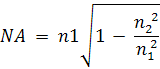 NA = n1√(1 − n₂²/n₁²)